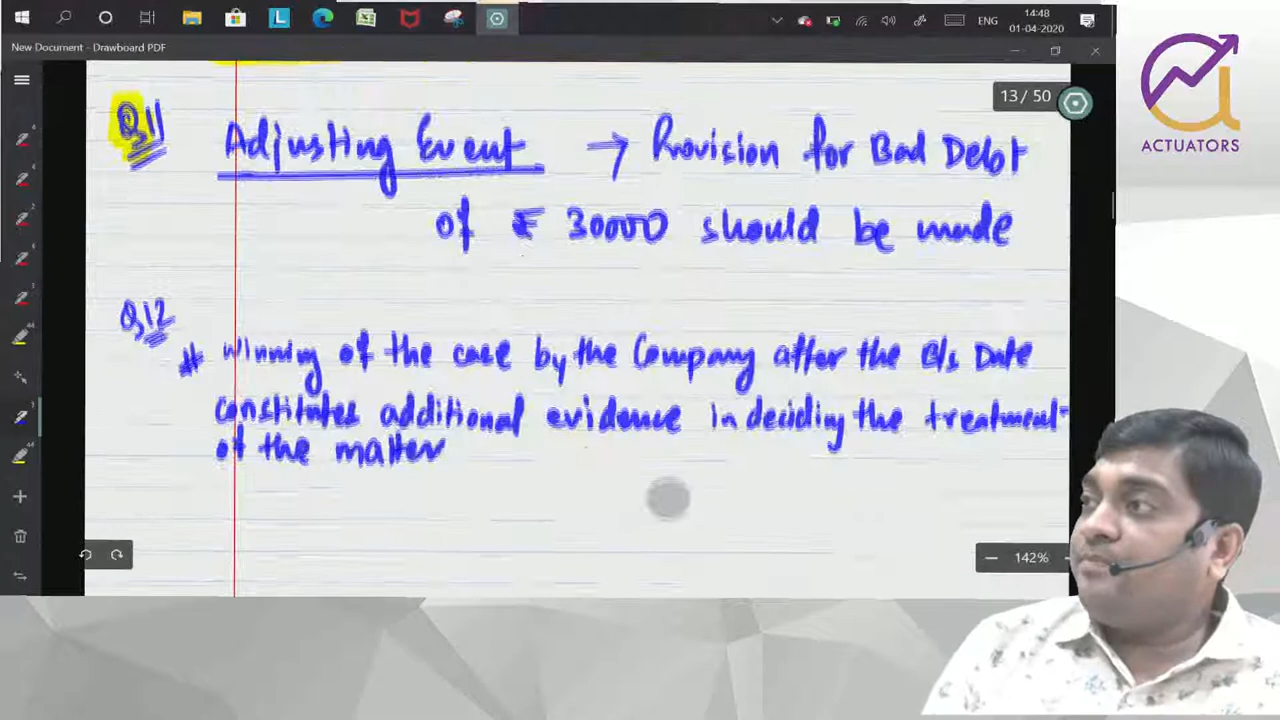 14:48
ENG
01-04-2020
New Document - Drawboard PDF
13 / 50
Q11 Adjusting Event → Provision for Bad Debt
of ₹ 30000 should be made
Q12
# Winning of the case by the Company after the B/s Date
constitutes additional evidence in deciding the treatment
of the matter
142%
ACTUATORS